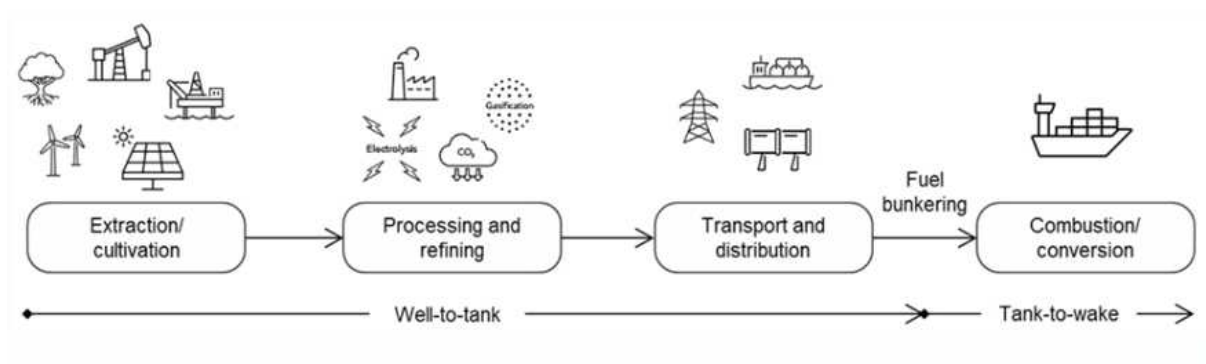 Gasification
Electrolysis
CO₂
Fuel
bunkering
Extraction/
cultivation
Processing and
refining
Transport and
distribution
Combustion/
conversion
Well-to-tank
Tank-to-wake